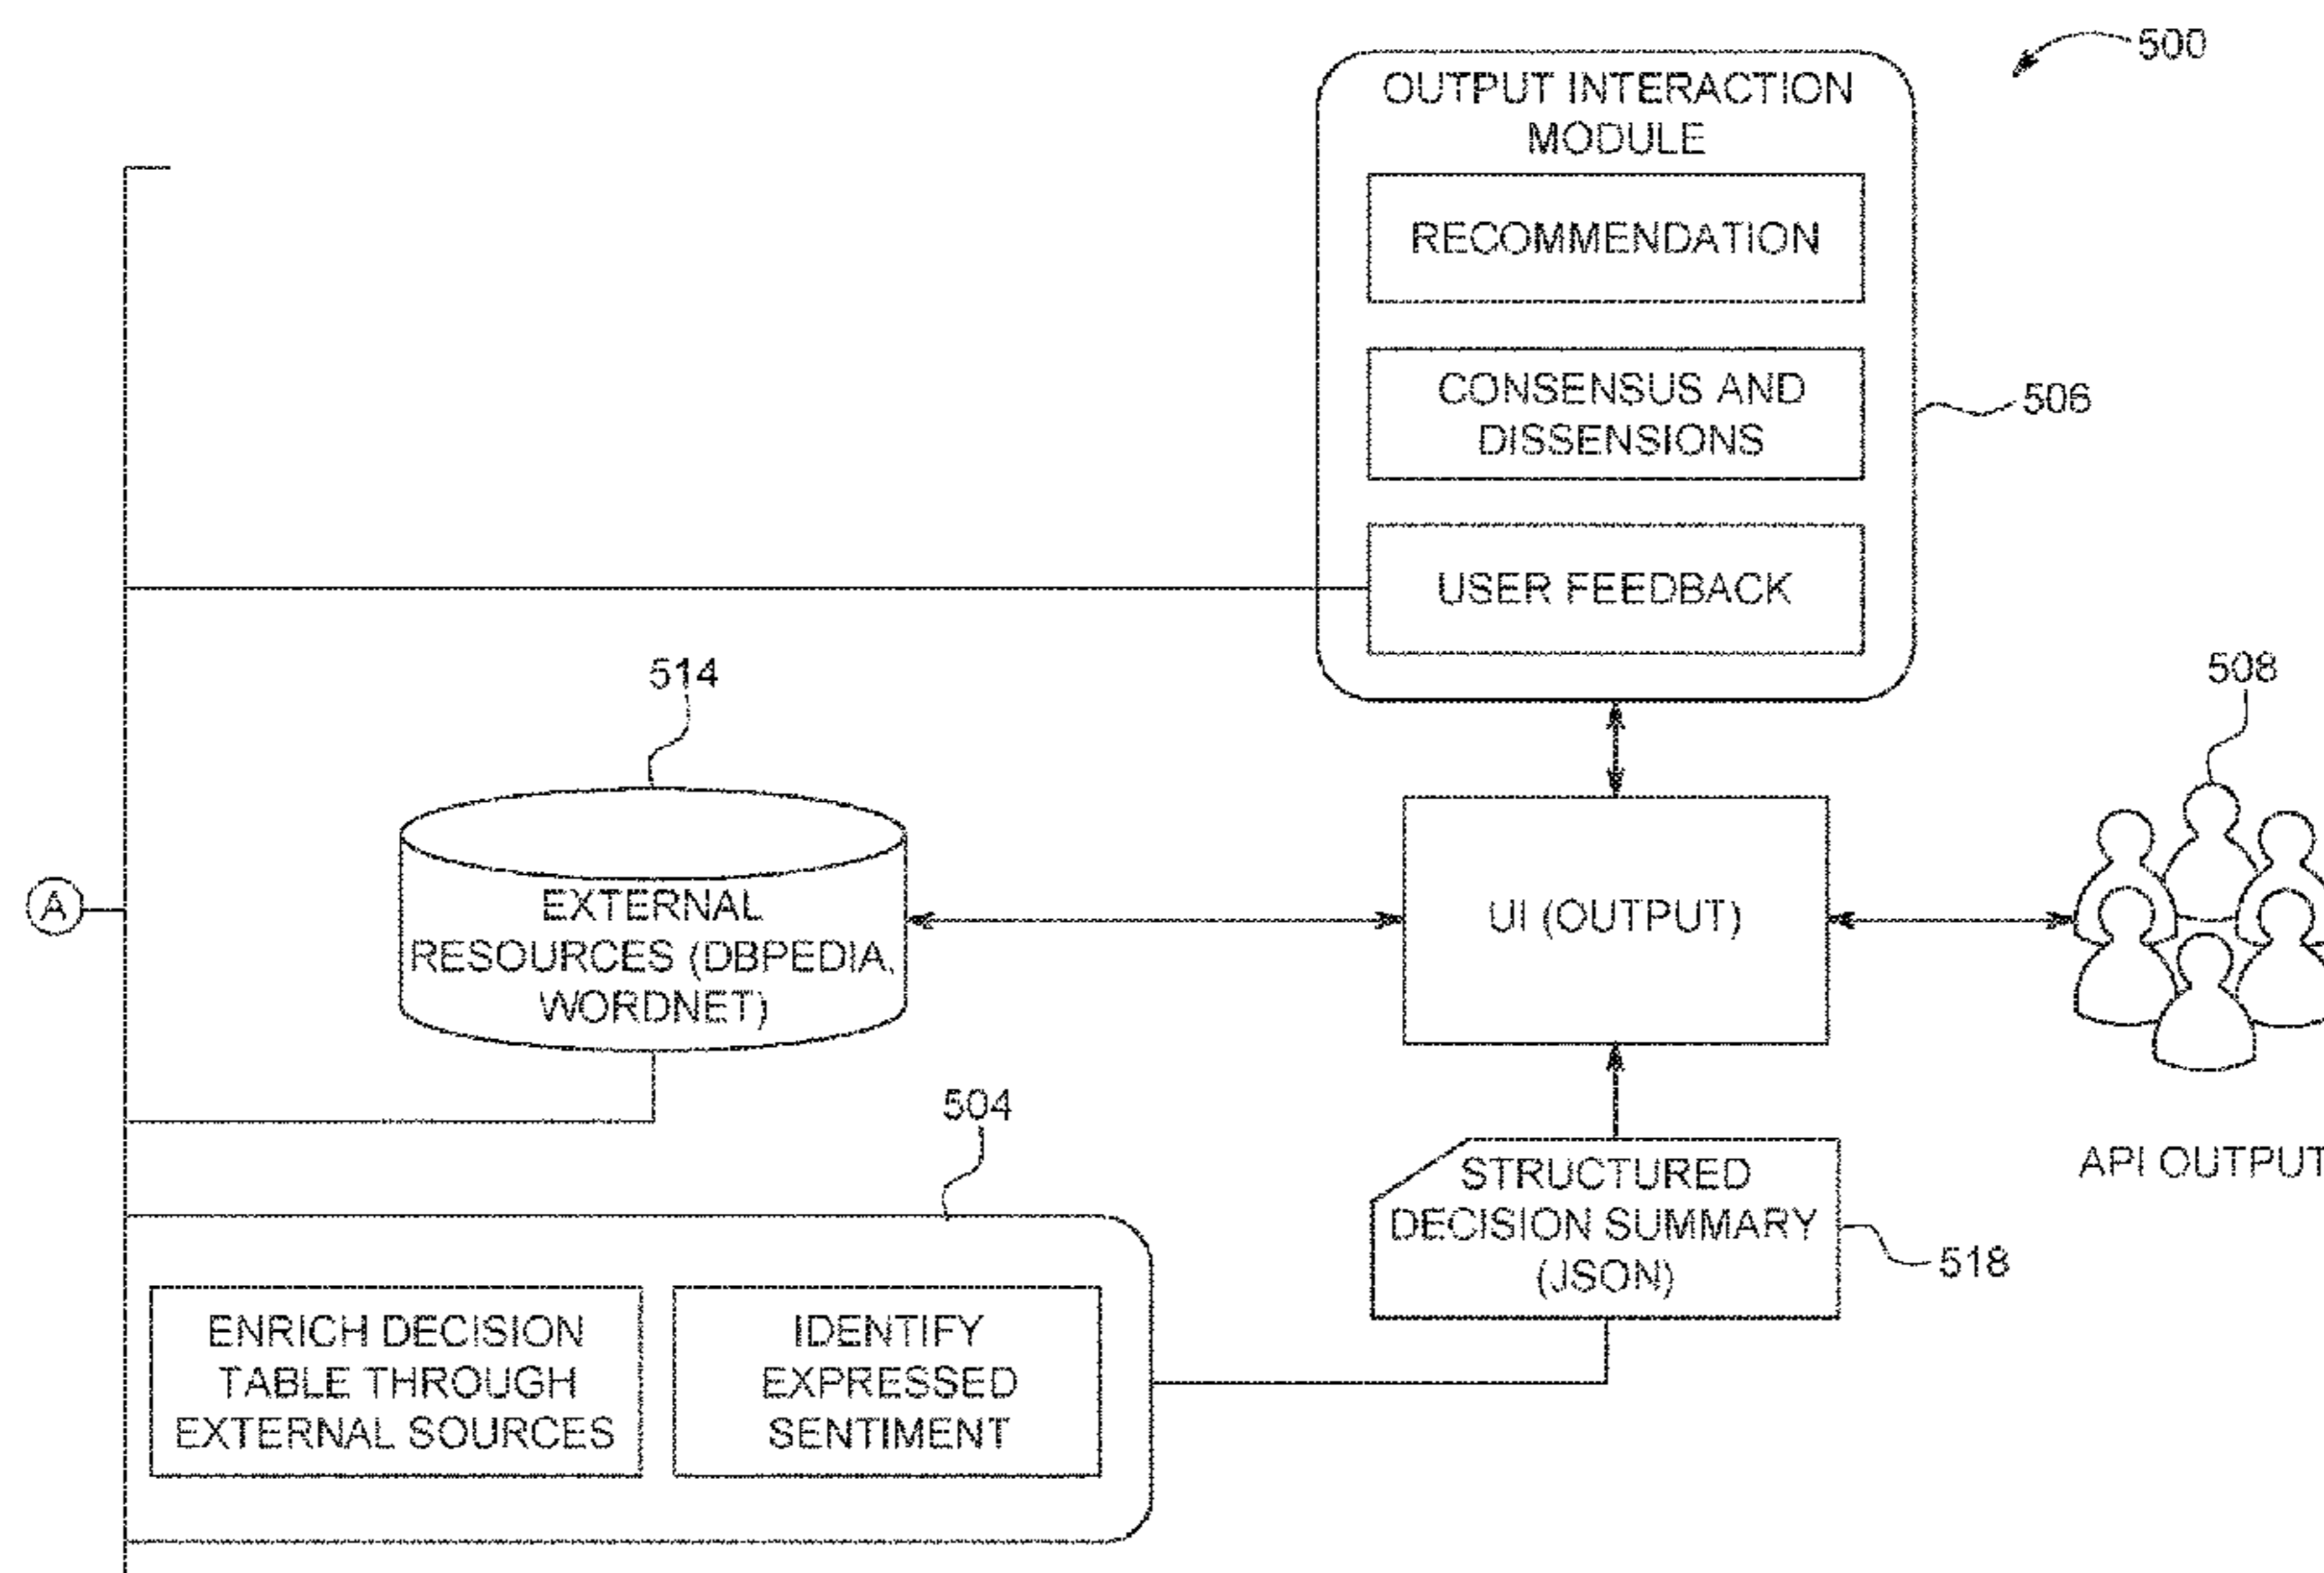 500
OUTPUT INTERACTION
MODULE
RECOMMENDATION
CONSENSUS AND
DISSENSIONS
506
USER FEEDBACK
514
508
A
EXTERNAL
RESOURCES (DBPEDIA,
WORDNET)
UI (OUTPUT)
504
API OUTPUT
STRUCTURED
DECISION SUMMARY
(JSON)
518
ENRICH DECISION
TABLE THROUGH
EXTERNAL SOURCES
IDENTIFY
EXPRESSED
SENTIMENT